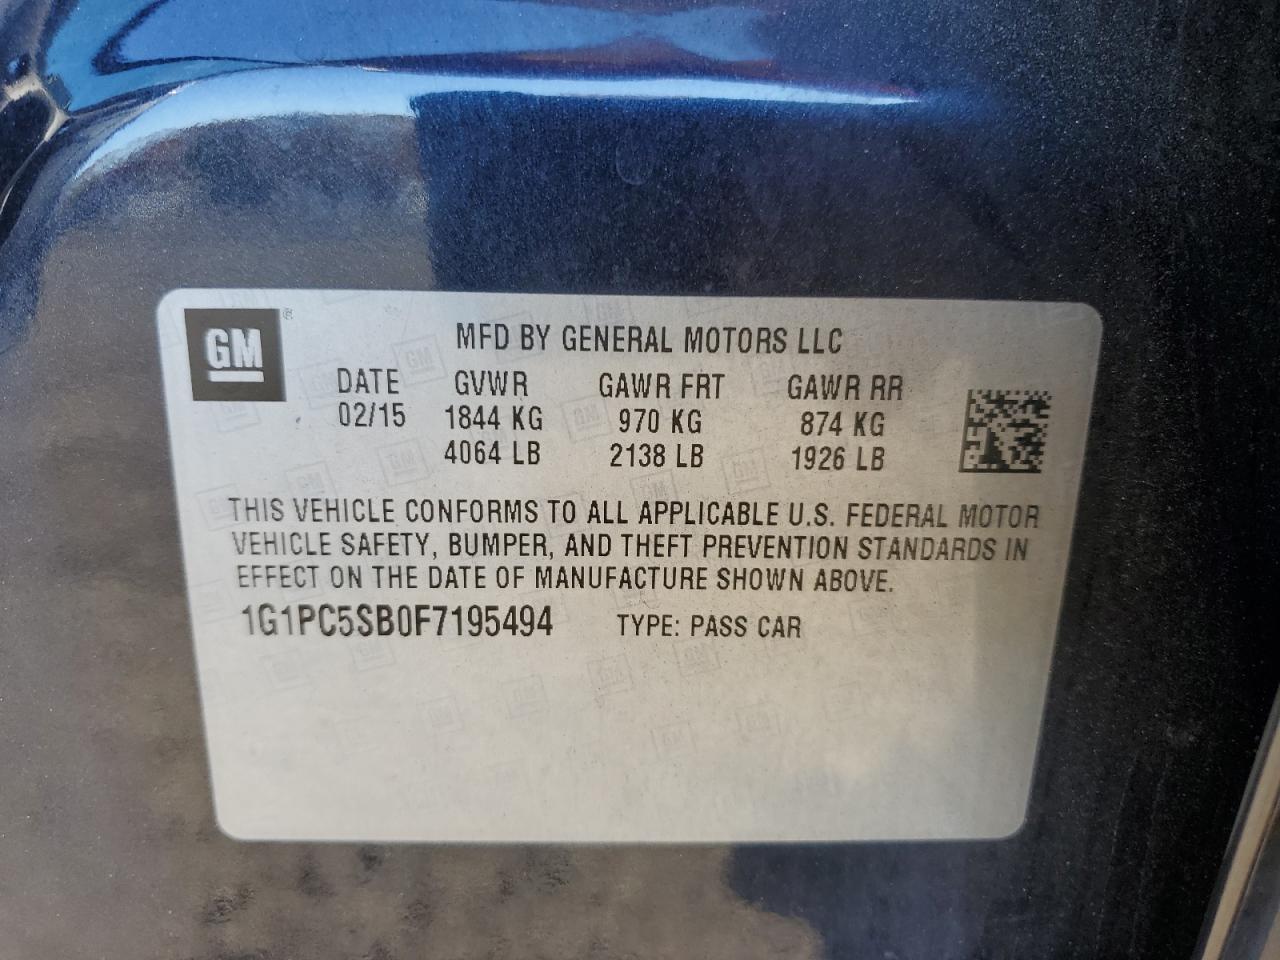 GM ®
MFD BY GENERAL MOTORS LLC
DATE GVWR GAWR FRT GAWR RR
02/15 1844 KG 970 KG 874 KG
4064 LB 2138 LB 1926 LB
THIS VEHICLE CONFORMS TO ALL APPLICABLE U.S. FEDERAL MOTOR
VEHICLE SAFETY, BUMPER, AND THEFT PREVENTION STANDARDS IN
EFFECT ON THE DATE OF MANUFACTURE SHOWN ABOVE.
1G1PC5SB0F7195494 TYPE: PASS CAR